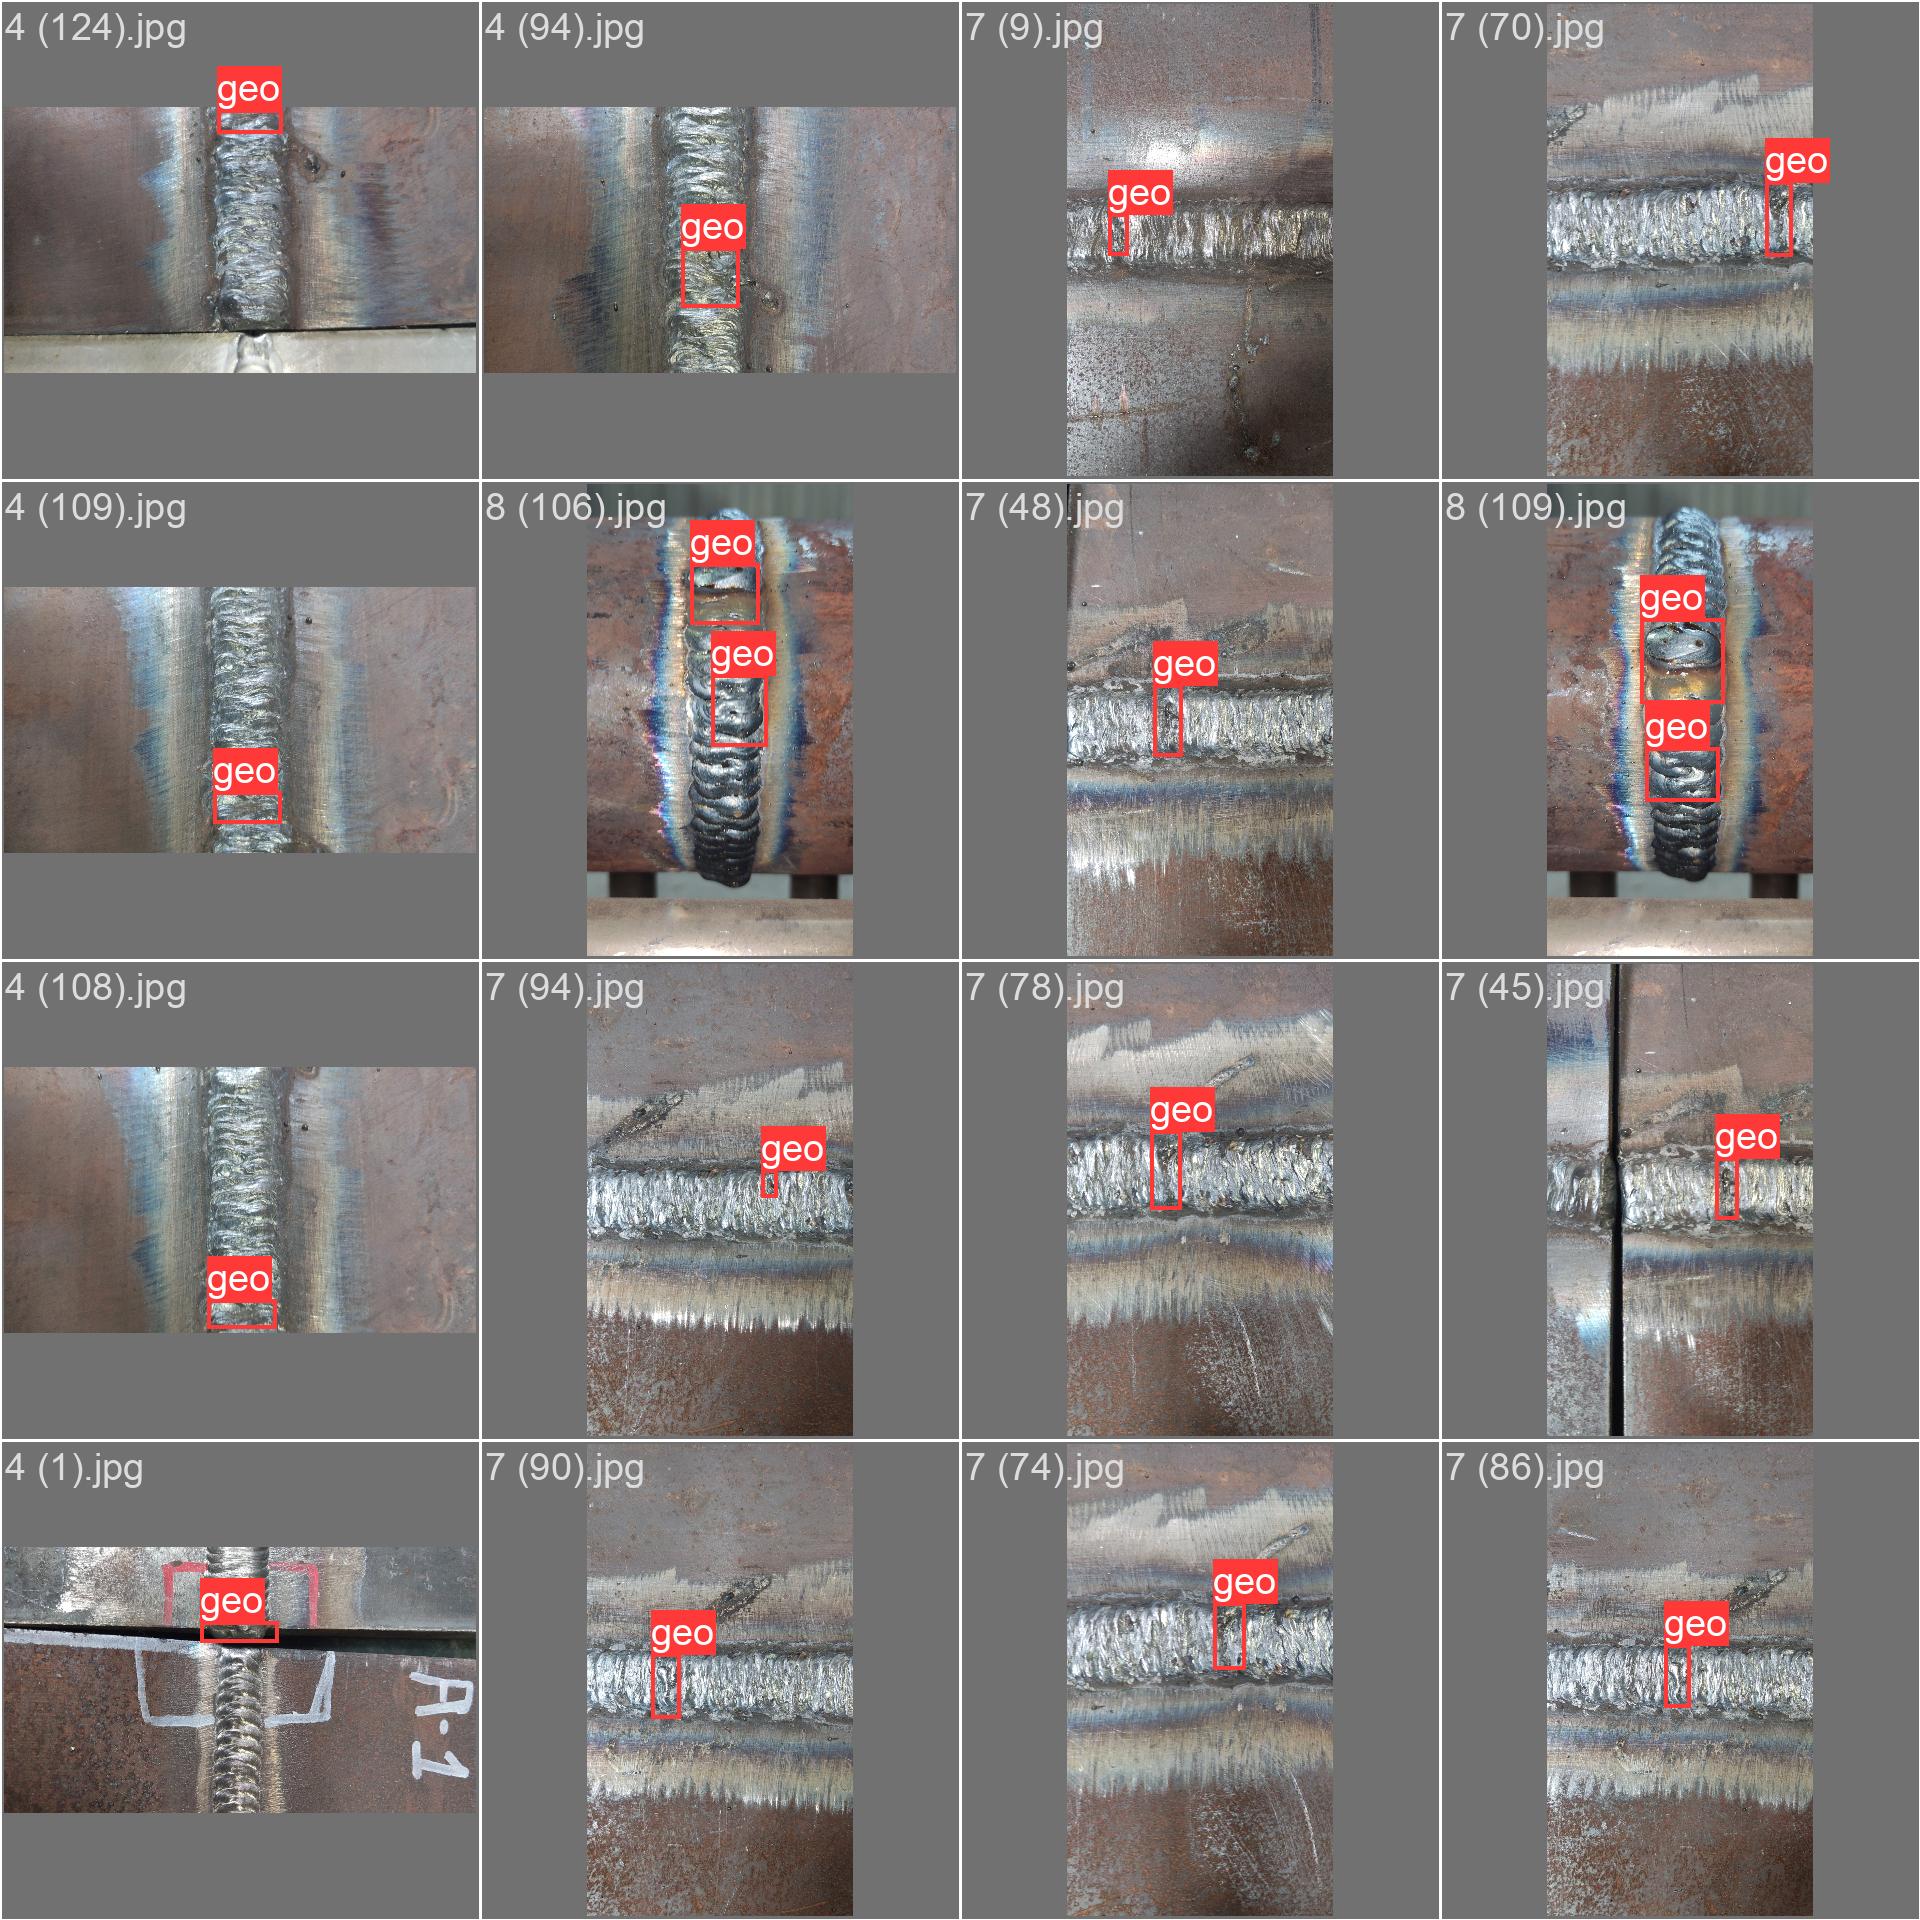 4 (124).jpg
geo
4 (94).jpg
geo
7 (9).jpg
geo
7 (70).jpg
geo
4 (109).jpg
geo
8 (106).jpg
geo
geo
7 (48).jpg
geo
8 (109).jpg
geo
geo
4 (108).jpg
geo
7 (94).jpg
geo
7 (78).jpg
geo
7 (45).jpg
geo
4 (1).jpg
geo
A-1
7 (90).jpg
geo
7 (74).jpg
geo
7 (86).jpg
geo